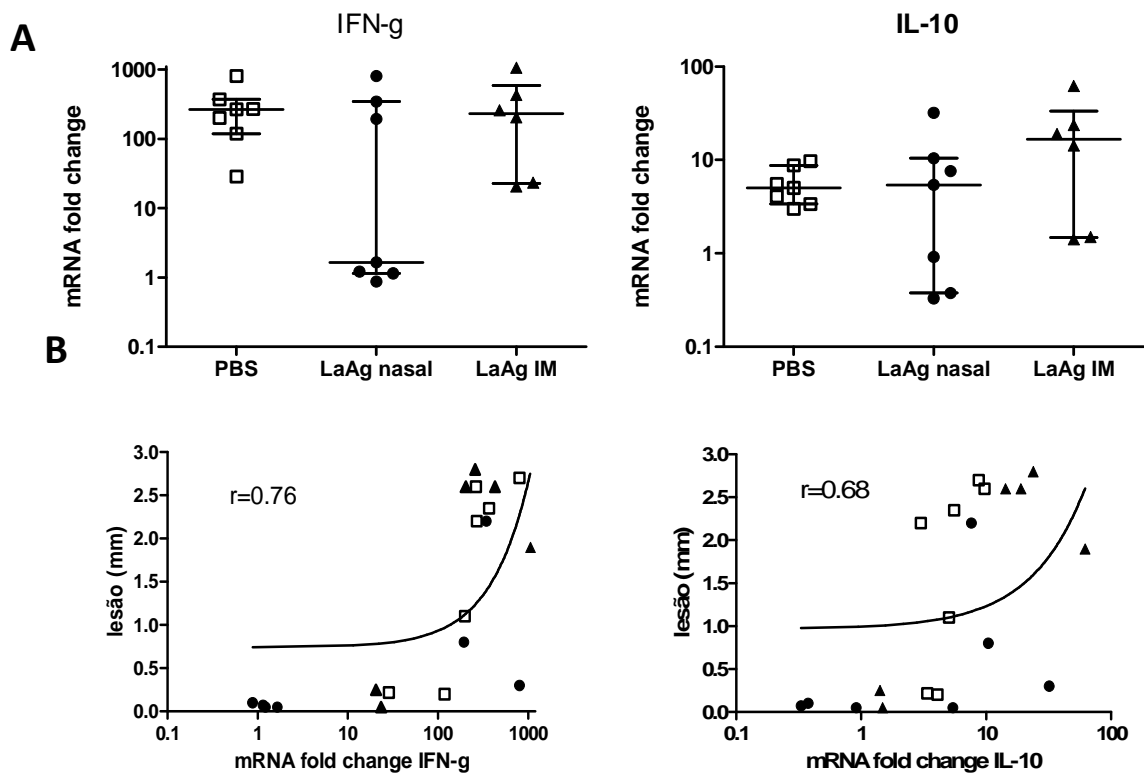 A
IFN-g
IL-10
mRNA fold change
1000
100
10
1
0.1
PBS
LaAg nasal
LaAg IM
mRNA fold change
100
10
1
0.1
PBS
LaAg nasal
LaAg IM
B
lesão (mm)
3.0
2.5
2.0
1.5
1.0
0.5
0.0
r=0.76
0.1
1
10
100
1000
mRNA fold change IFN-g
lesão (mm)
3.0
2.5
2.0
1.5
1.0
0.5
0.0
r=0.68
0.1
1
10
100
mRNA fold change IL-10